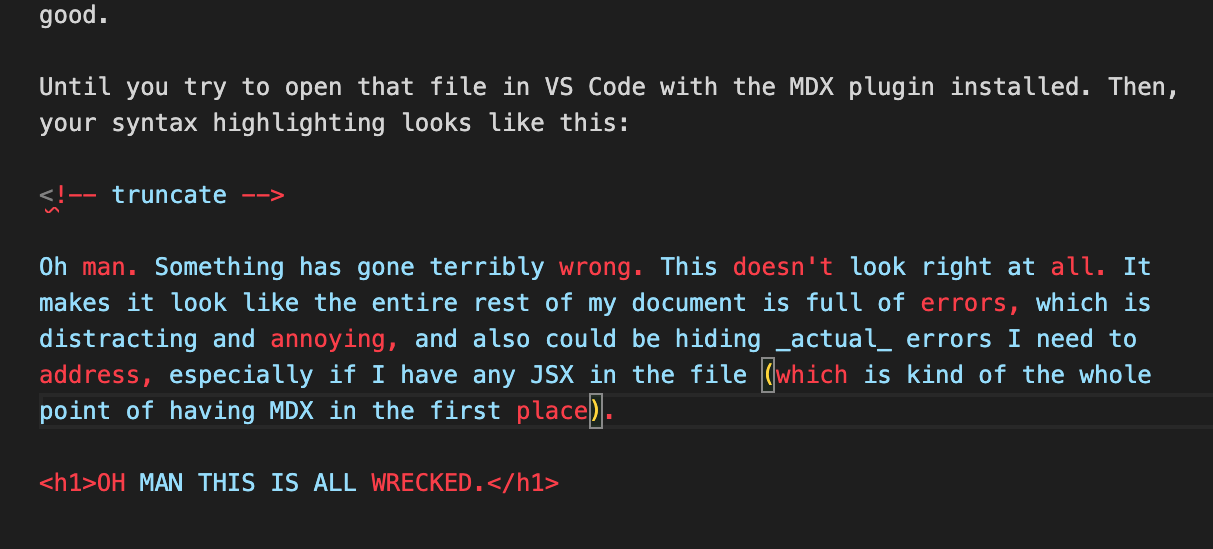 good.
Until you try to open that file in VS Code with the MDX plugin installed. Then,
your syntax highlighting looks like this:
<!-- truncate -->
Oh man. Something has gone terribly wrong. This doesn't look right at all. It
makes it look like the entire rest of my document is full of errors, which is
distracting and annoying, and also could be hiding _actual_ errors I need to
address, especially if I have any JSX in the file (which is kind of the whole
point of having MDX in the first place).
<h1>OH MAN THIS IS ALL WRECKED.</h1>